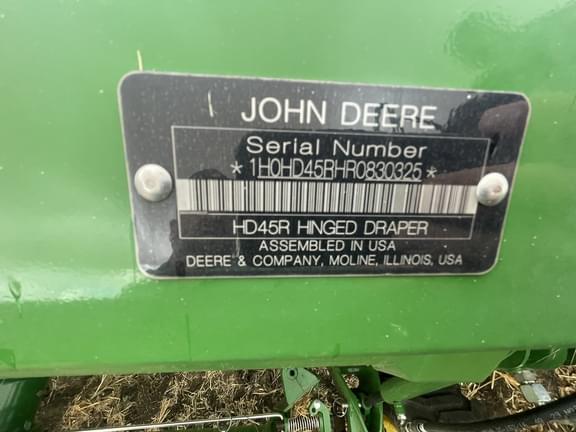 JOHN DEERE
Serial Number
*1H0HD45RHR0830325*
HD45R HINGED DRAPER
ASSEMBLED IN USA
DEERE & COMPANY, MOLINE, ILLINOIS, USA